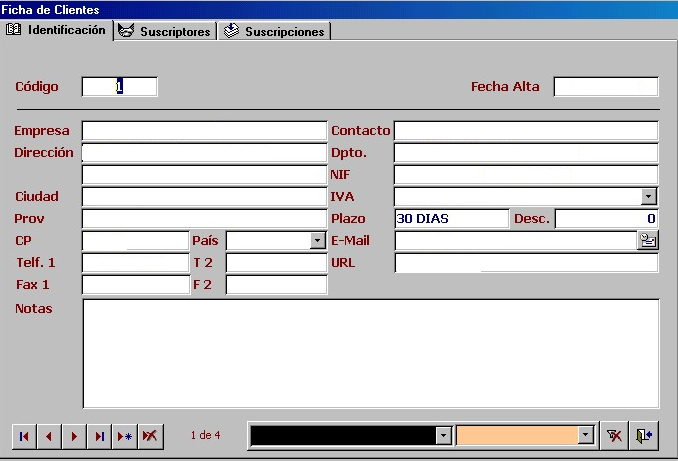 Ficha de Clientes
Identificación Suscriptores Suscripciones
Código 1 Fecha Alta
Empresa Contacto
Dirección Dpto.
NIF
Ciudad IVA
Prov Plazo 30 DIAS Desc. 0
CP País E-Mail
Telf. 1 T 2 URL
Fax 1 F 2
Notas
1 de 4